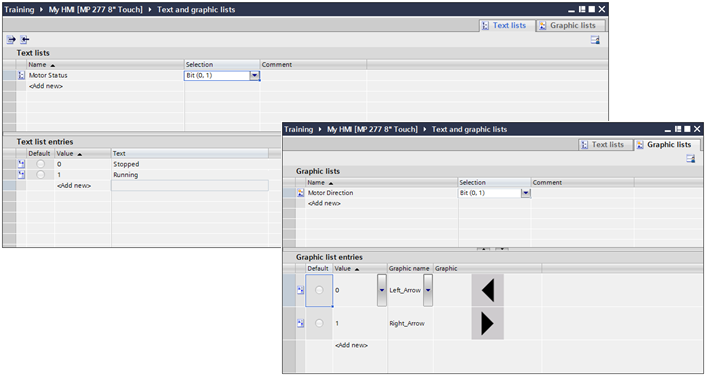 Training ▸ My HMI [MP 277 8" Touch] ▸ Text and graphic lists
Text lists Graphic lists
Text lists
Name Selection Comment
Motor Status Bit (0, 1)
<Add new>
Text list entries
Default Value Text
0 Stopped
1 Running
<Add new>
Training ▸ My HMI [MP 277 8" Touch] ▸ Text and graphic lists
Text lists Graphic lists
Graphic lists
Name Selection Comment
Motor Direction Bit (0, 1)
<Add new>
Graphic list entries
Default Value Graphic name Graphic
0 Left_Arrow
1 Right_Arrow
<Add new>